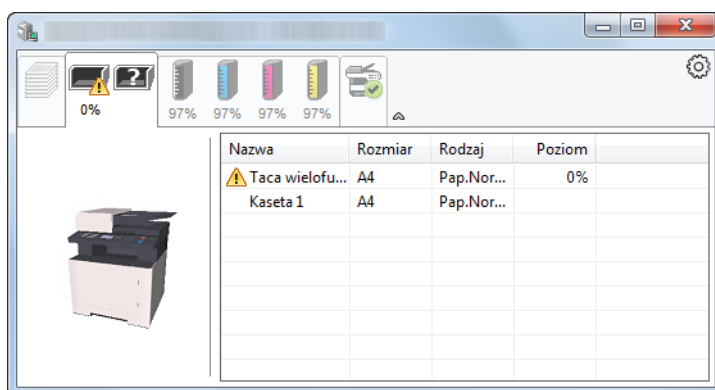 ?
0%
97% 97% 97% 97%
Nazwa Rozmiar Rodzaj Poziom
Taca wielofu... A4 Pap.Nor... 0%
Kaseta 1 A4 Pap.Nor...